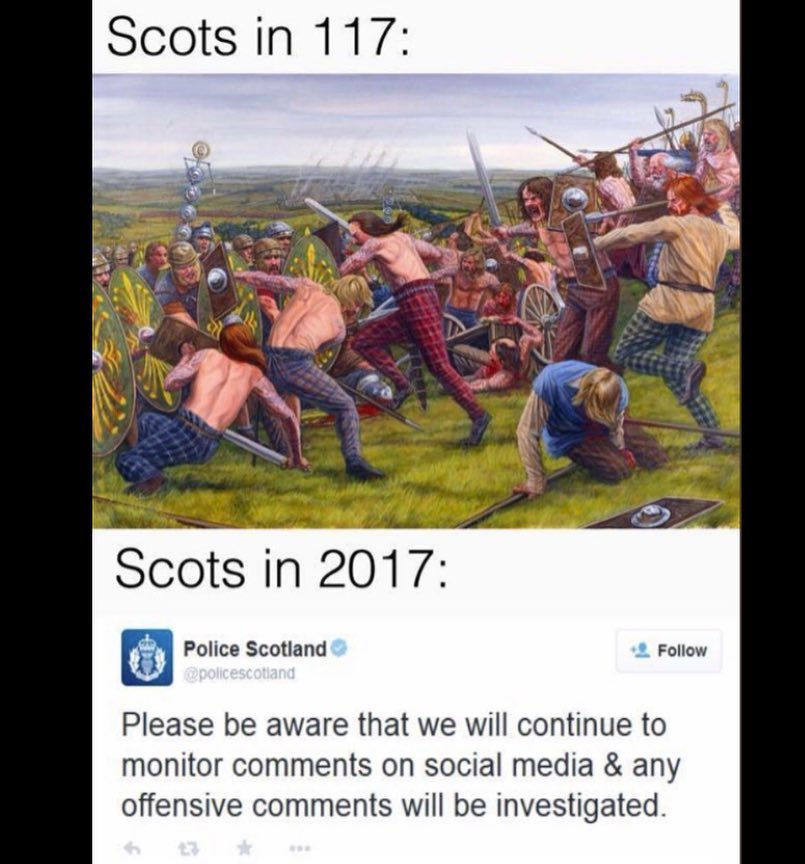 Scots in 117:
Scots in 2017:
Police Scotland
@policescotland
Follow
Please be aware that we will continue to
monitor comments on social media & any
offensive comments will be investigated.